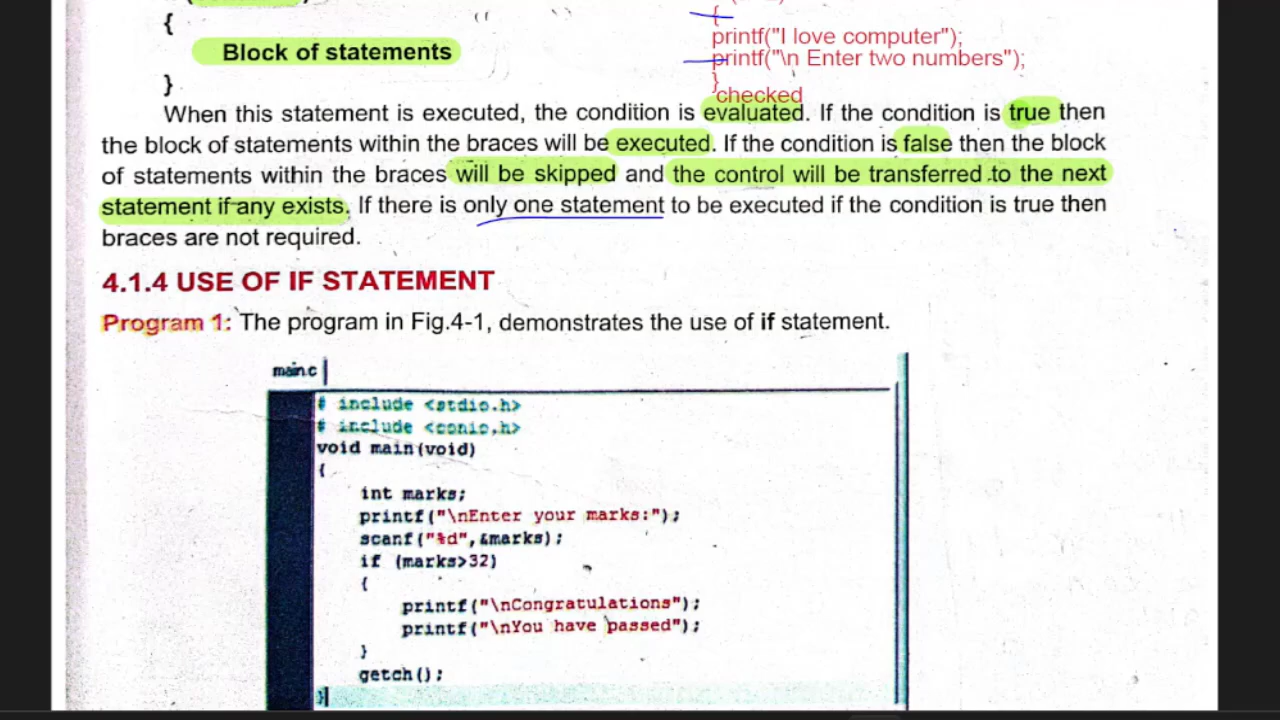 {
Block of statements
}
{
printf("I love computer");
printf("\n Enter two numbers");
}
checked
When this statement is executed, the condition is evaluated. If the condition is true then
the block of statements within the braces will be executed. If the condition is false then the block
of statements within the braces will be skipped and the control will be transferred to the next
statement if any exists. If there is only one statement to be executed if the condition is true then
braces are not required.
4.1.4 USE OF IF STATEMENT
Program 1: The program in Fig.4-1, demonstrates the use of if statement.
main.c
# include <stdio.h>
# include <conio.h>
void main(void)
{
int marks;
printf("\nEnter your marks:");
scanf("%d",&marks);
if (marks>32)
{
printf("\nCongratulations");
printf("\nYou have passed");
}
getch();
}